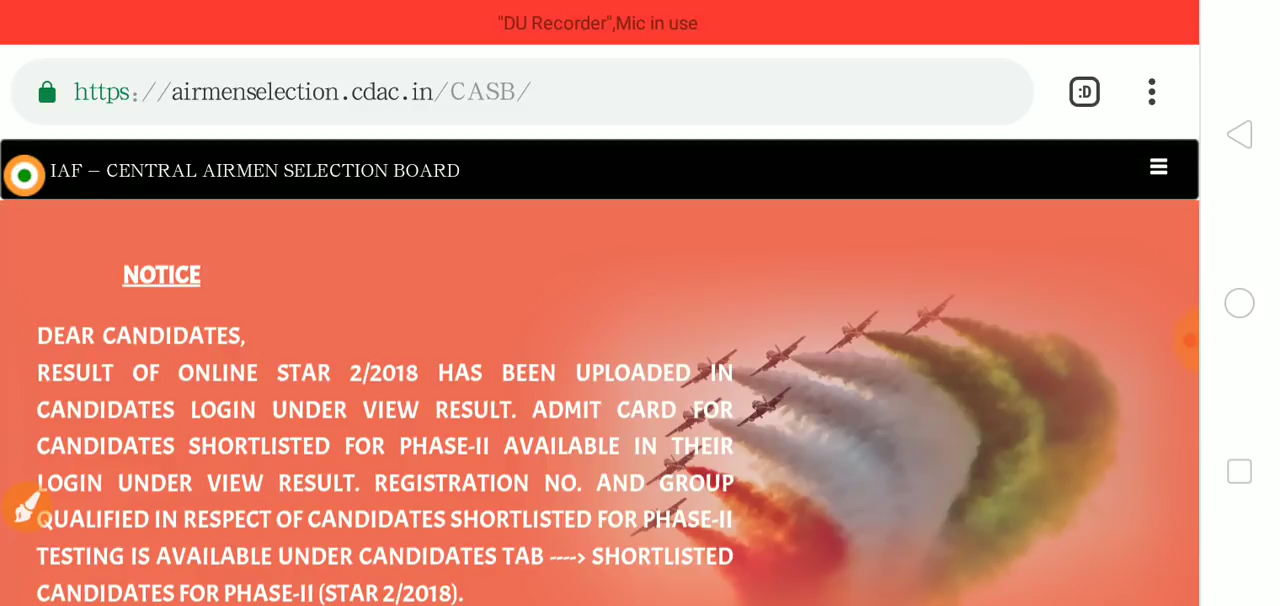 "DU Recorder",Mic in use
https://airmenselection.cdac.in/CASB/
:D
IAF – CENTRAL AIRMEN SELECTION BOARD
NOTICE
DEAR CANDIDATES,
RESULT OF ONLINE STAR 2/2018 HAS BEEN UPLOADED IN
CANDIDATES LOGIN UNDER VIEW RESULT. ADMIT CARD FOR
CANDIDATES SHORTLISTED FOR PHASE-II AVAILABLE IN THEIR
LOGIN UNDER VIEW RESULT. REGISTRATION NO. AND GROUP
QUALIFIED IN RESPECT OF CANDIDATES SHORTLISTED FOR PHASE-II
TESTING IS AVAILABLE UNDER CANDIDATES TAB ----> SHORTLISTED
CANDIDATES FOR PHASE-II (STAR 2/2018).